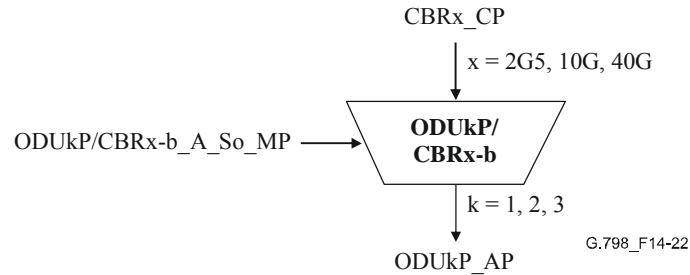 CBRx_CP
x = 2G5, 10G, 40G
ODUkP/CBRx-b_A_So_MP
ODUkP/
CBRx-b
k = 1, 2, 3
G.798_F14-22
ODUkP_AP